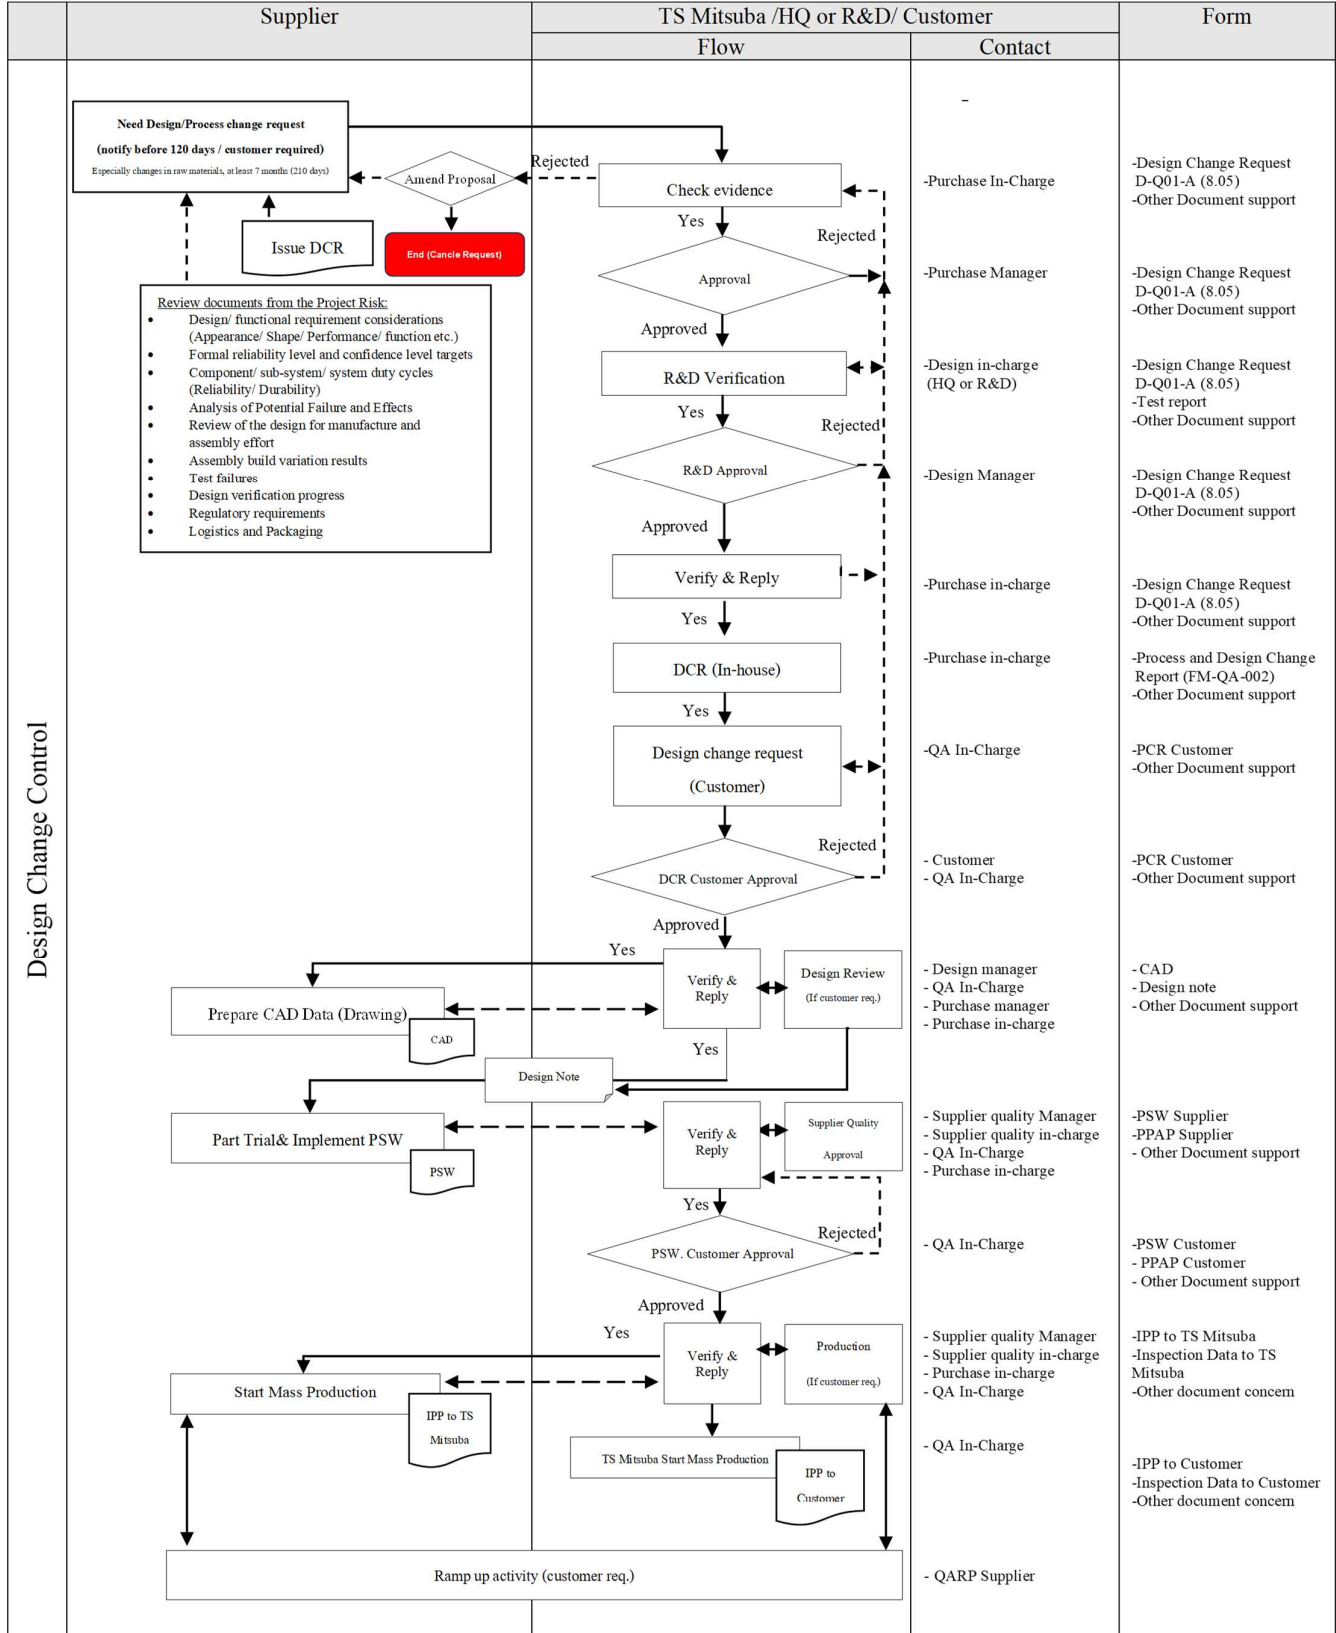 Supplier
TS Mitsuba /HQ or R&D/ Customer
Form
Flow
Contact
Design Change Control
Need Design/Process change request
(notify before 120 days / customer required)
Especially changes in raw materials, at least 7 months (210 days)
Amend Proposal
Rejected
Check evidence
Yes
Rejected
-
-Purchase In-Charge
-Design Change Request
D-Q01-A (8.05)
-Other Document support
Issue DCR
End (Cancle Request)
Approval
Approved
-Purchase Manager
-Design Change Request
D-Q01-A (8.05)
-Other Document support
Review documents from the Project Risk:
• Design/ functional requirement considerations
(Appearance/ Shape/ Performance/ function etc.)
• Formal reliability level and confidence level targets
• Component/ sub-system/ system duty cycles
(Reliability/ Durability)
• Analysis of Potential Failure and Effects
• Review of the design for manufacture and
assembly effort
• Assembly build variation results
• Test failures
• Design verification progress
• Regulatory requirements
• Logistics and Packaging
R&D Verification
Yes
Rejected
-Design in-charge
(HQ or R&D)
-Design Change Request
D-Q01-A (8.05)
-Test report
-Other Document support
R&D Approval
Approved
-Design Manager
-Design Change Request
D-Q01-A (8.05)
-Other Document support
Verify & Reply
Yes
-Purchase in-charge
-Design Change Request
D-Q01-A (8.05)
-Other Document support
DCR (In-house)
Yes
-Purchase in-charge
-Process and Design Change
Report (FM-QA-002)
-Other Document support
Design change request
(Customer)
-QA In-Charge
-PCR Customer
-Other Document support
Rejected
DCR Customer Approval
Approved
- Customer
- QA In-Charge
-PCR Customer
-Other Document support
Yes
Verify &
Reply
Design Review
(If customer req.)
Prepare CAD Data (Drawing)
CAD
Yes
- Design manager
- QA In-Charge
- Purchase manager
- Purchase in-charge
- CAD
- Design note
- Other Document support
Design Note
Part Trial& Implement PSW
PSW
Verify &
Reply
Supplier Quality
Approval
Yes
- Supplier quality Manager
- Supplier quality in-charge
- QA In-Charge
- Purchase in-charge
-PSW Supplier
-PPAP Supplier
- Other Document support
Rejected
PSW. Customer Approval
Approved
- QA In-Charge
-PSW Customer
- PPAP Customer
- Other Document support
Yes
Verify &
Reply
Production
(If customer req.)
Start Mass Production
IPP to TS
Mitsuba
- Supplier quality Manager
- Supplier quality in-charge
- Purchase in-charge
- QA In-Charge
-IPP to TS Mitsuba
-Inspection Data to TS
Mitsuba
-Other document concern
TS Mitsuba Start Mass Production
IPP to
Customer
- QA In-Charge
-IPP to Customer
-Inspection Data to Customer
-Other document concern
Ramp up activity (customer req.)
- QARP Supplier